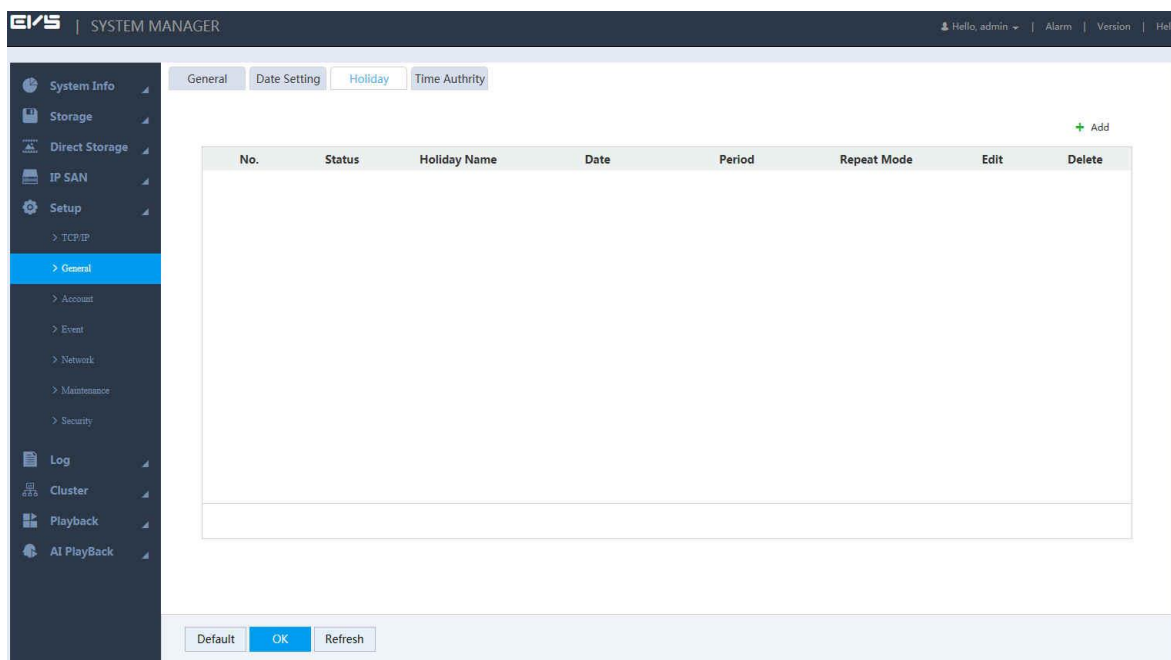 EIVS | SYSTEM MANAGER
Hello, admin | Alarm | Version | Hel
System Info
Storage
Direct Storage
IP SAN
Setup
> TCP/IP
> General
> Account
> Event
> Network
> Maintenance
> Security
Log
Cluster
Playback
AI PlayBack
General Date Setting Holiday Time Authrity
+ Add
No. Status Holiday Name Date Period Repeat Mode Edit Delete
Default OK Refresh